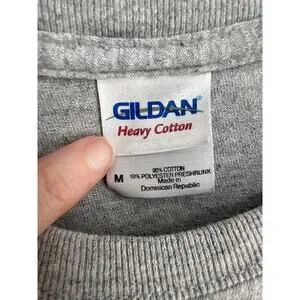 GILDAN®
Heavy Cotton
M
90% COTTON
10% POLYESTER PRESHRUNK
Made in
Dominican Republic